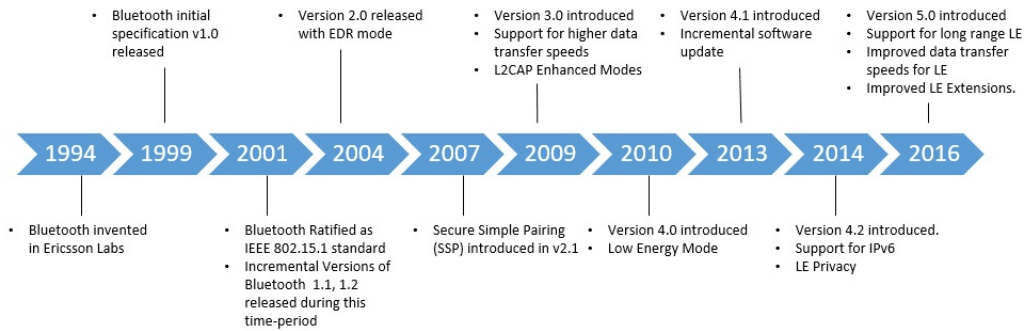 • Bluetooth initial
specification v1.0
released
• Version 2.0 released
with EDR mode
• Version 3.0 introduced
• Support for higher data
transfer speeds
• L2CAP Enhanced Modes
• Version 4.1 introduced
• Incremental software
update
• Version 5.0 introduced
• Support for long range LE
• Improved data transfer
speeds for LE
• Improved LE Extensions.
1994
1999
2001
2004
2007
2009
2010
2013
2014
2016
• Bluetooth invented
in Ericsson Labs
• Bluetooth Ratified as
IEEE 802.15.1 standard
• Incremental Versions of
Bluetooth 1.1, 1.2
released during this
time-period
• Secure Simple Pairing
(SSP) introduced in v2.1
• Version 4.0 introduced
• Low Energy Mode
• Version 4.2 introduced.
• Support for IPv6
• LE Privacy